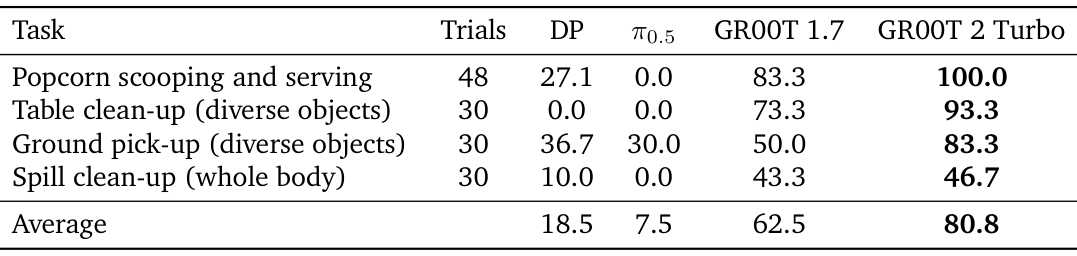 Task Trials DP π0.5 GR00T 1.7 GR00T 2 Turbo
Popcorn scooping and serving 48 27.1 0.0 83.3 100.0
Table clean-up (diverse objects) 30 0.0 0.0 73.3 93.3
Ground pick-up (diverse objects) 30 36.7 30.0 50.0 83.3
Spill clean-up (whole body) 30 10.0 0.0 43.3 46.7
Average 18.5 7.5 62.5 80.8